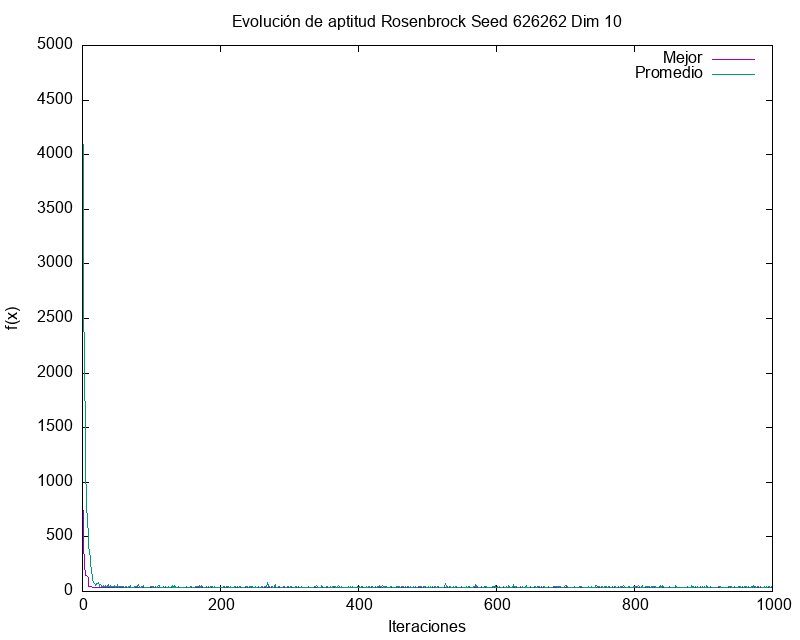 Evolución de aptitud Rosenbrock Seed 626262 Dim 10
5000
4500
4000
3500
3000
2500
2000
1500
1000
500
0
Mejor
Promedio
f(x)
0 200 400 600 800 1000
Iteraciones